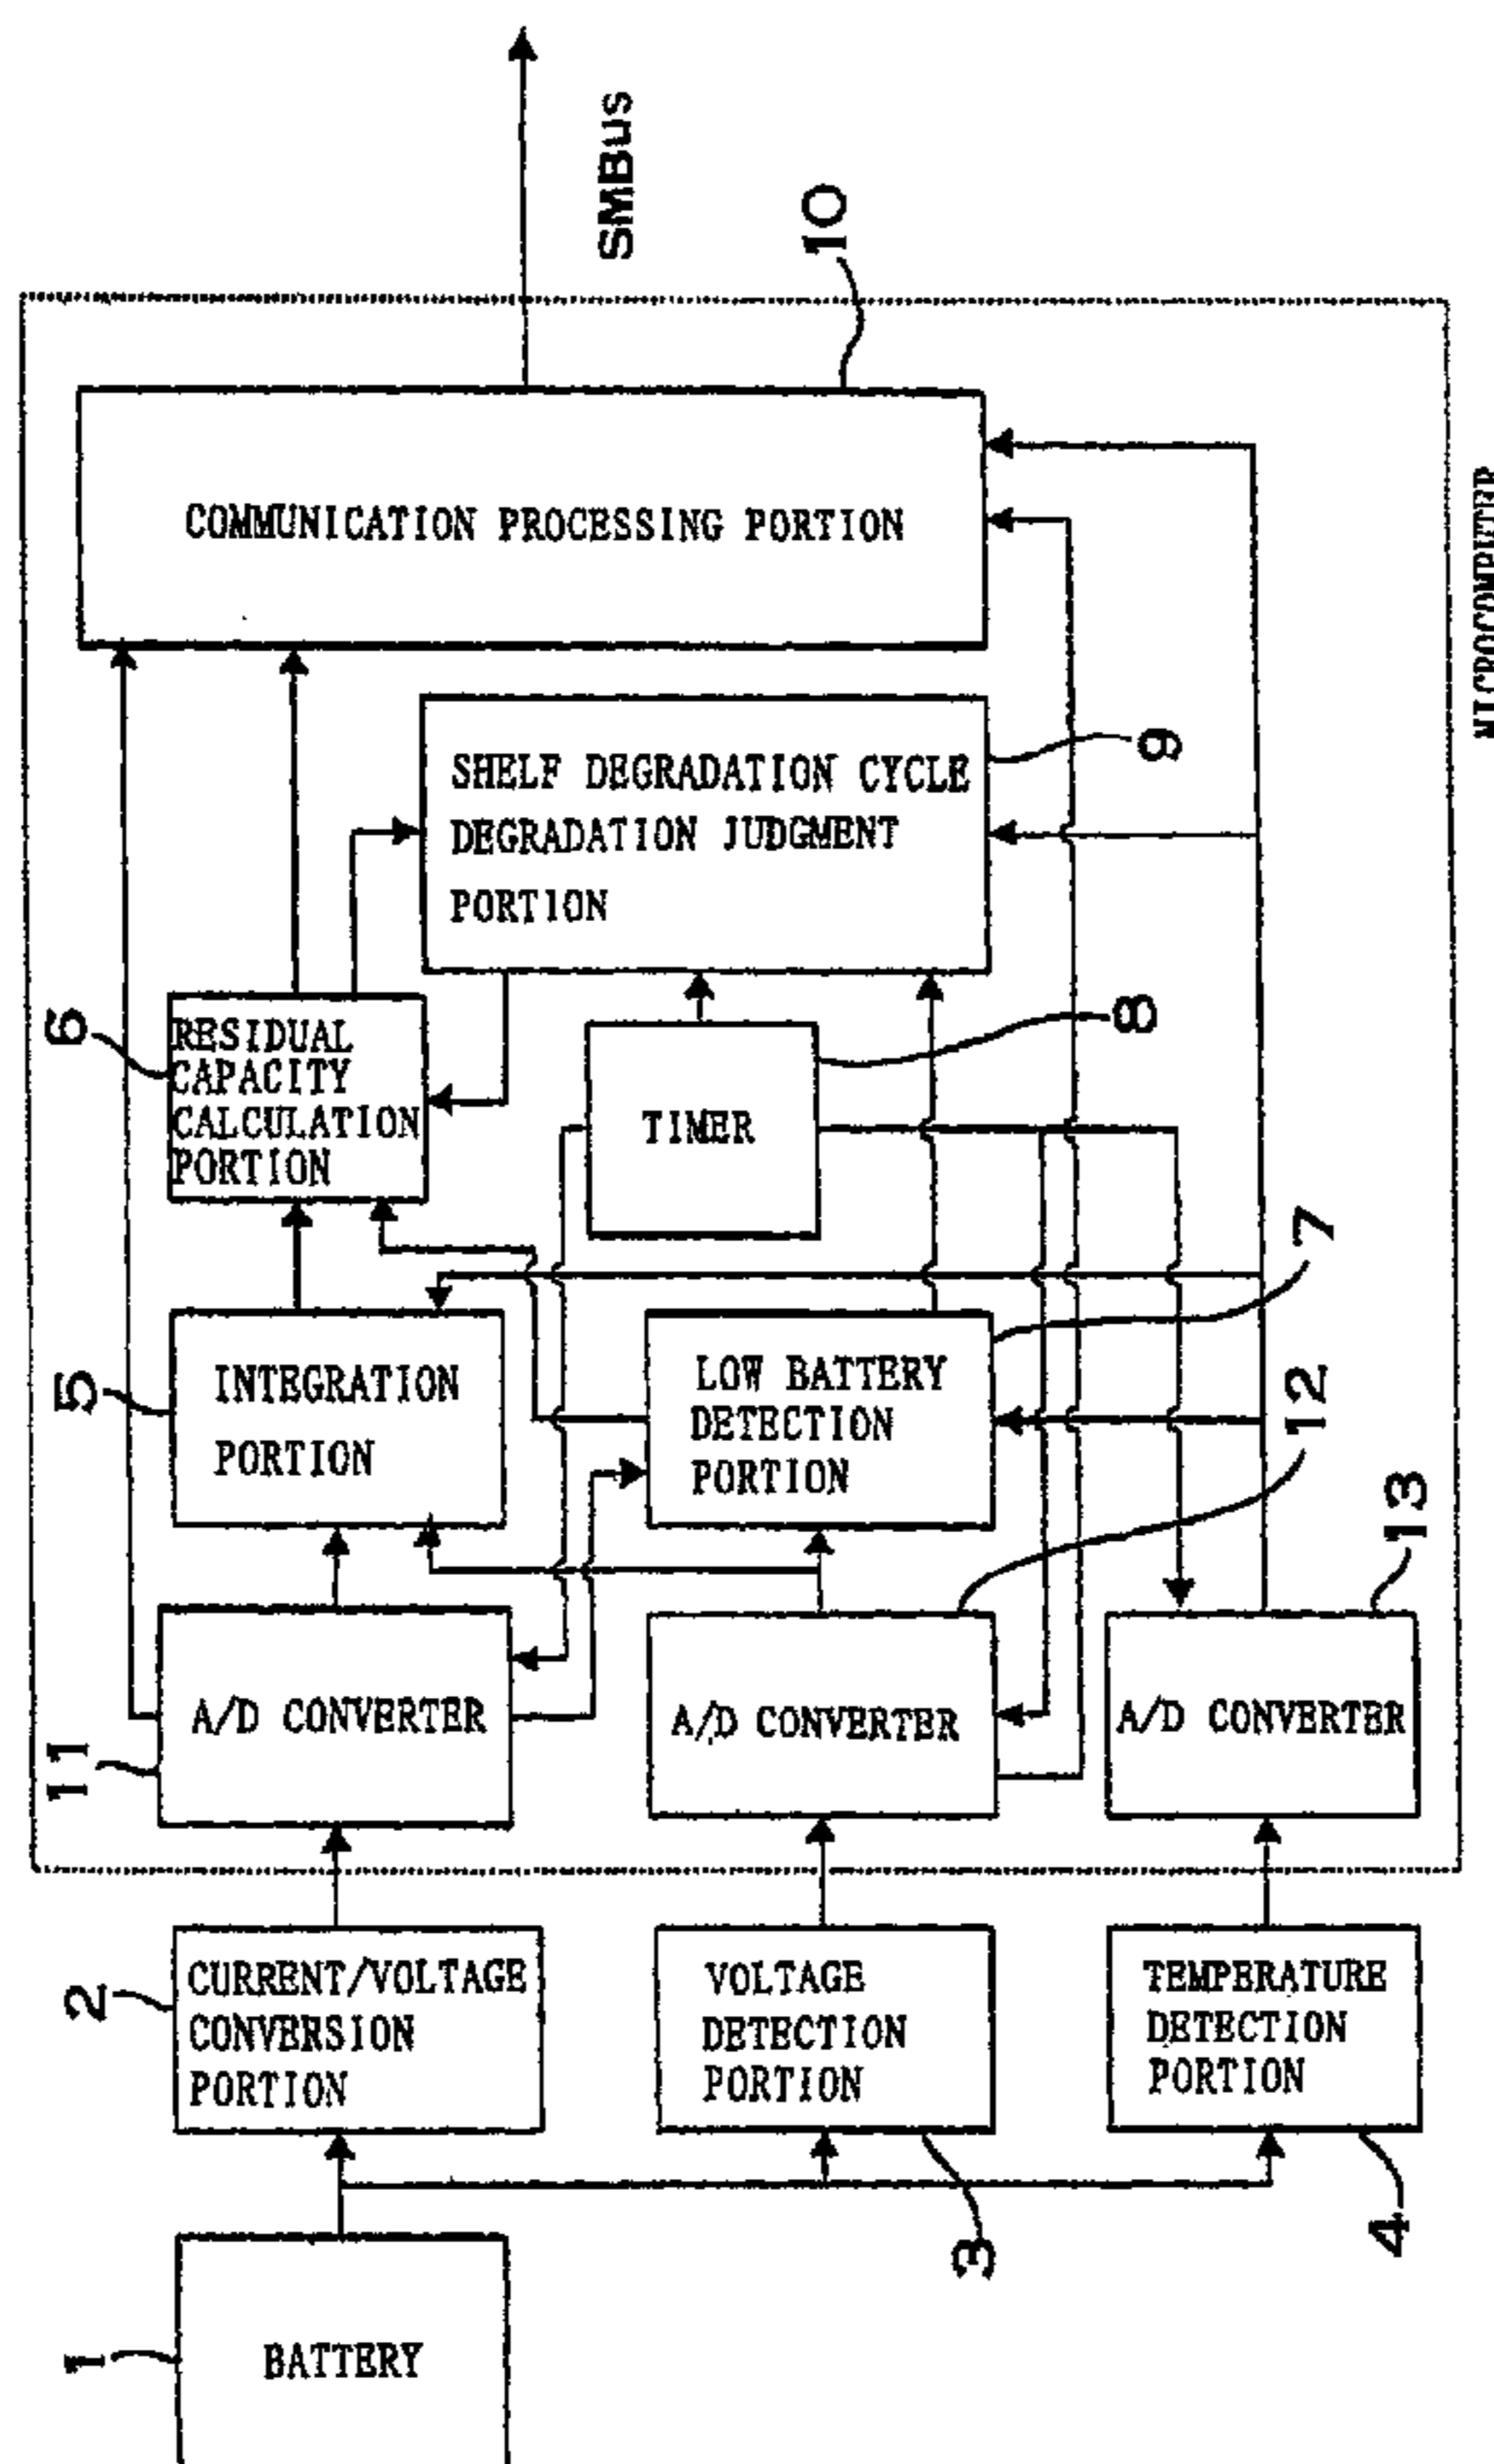 SMBus
10
COMMUNICATION PROCESSING PORTION
MICROCOMPUTER
SHELF DEGRADATION CYCLE
DEGRADATION JUDGMENT
PORTION
9
6
RESIDUAL
CAPACITY
CALCULATION
PORTION
TIMER
8
5
INTEGRATION
PORTION
LOW BATTERY
DETECTION
PORTION
7
12
11
A/D CONVERTER
A/D CONVERTER
A/D CONVERTER
13
2
CURRENT/VOLTAGE
CONVERSION
PORTION
VOLTAGE
DETECTION
PORTION
3
TEMPERATURE
DETECTION
PORTION
4
1
BATTERY